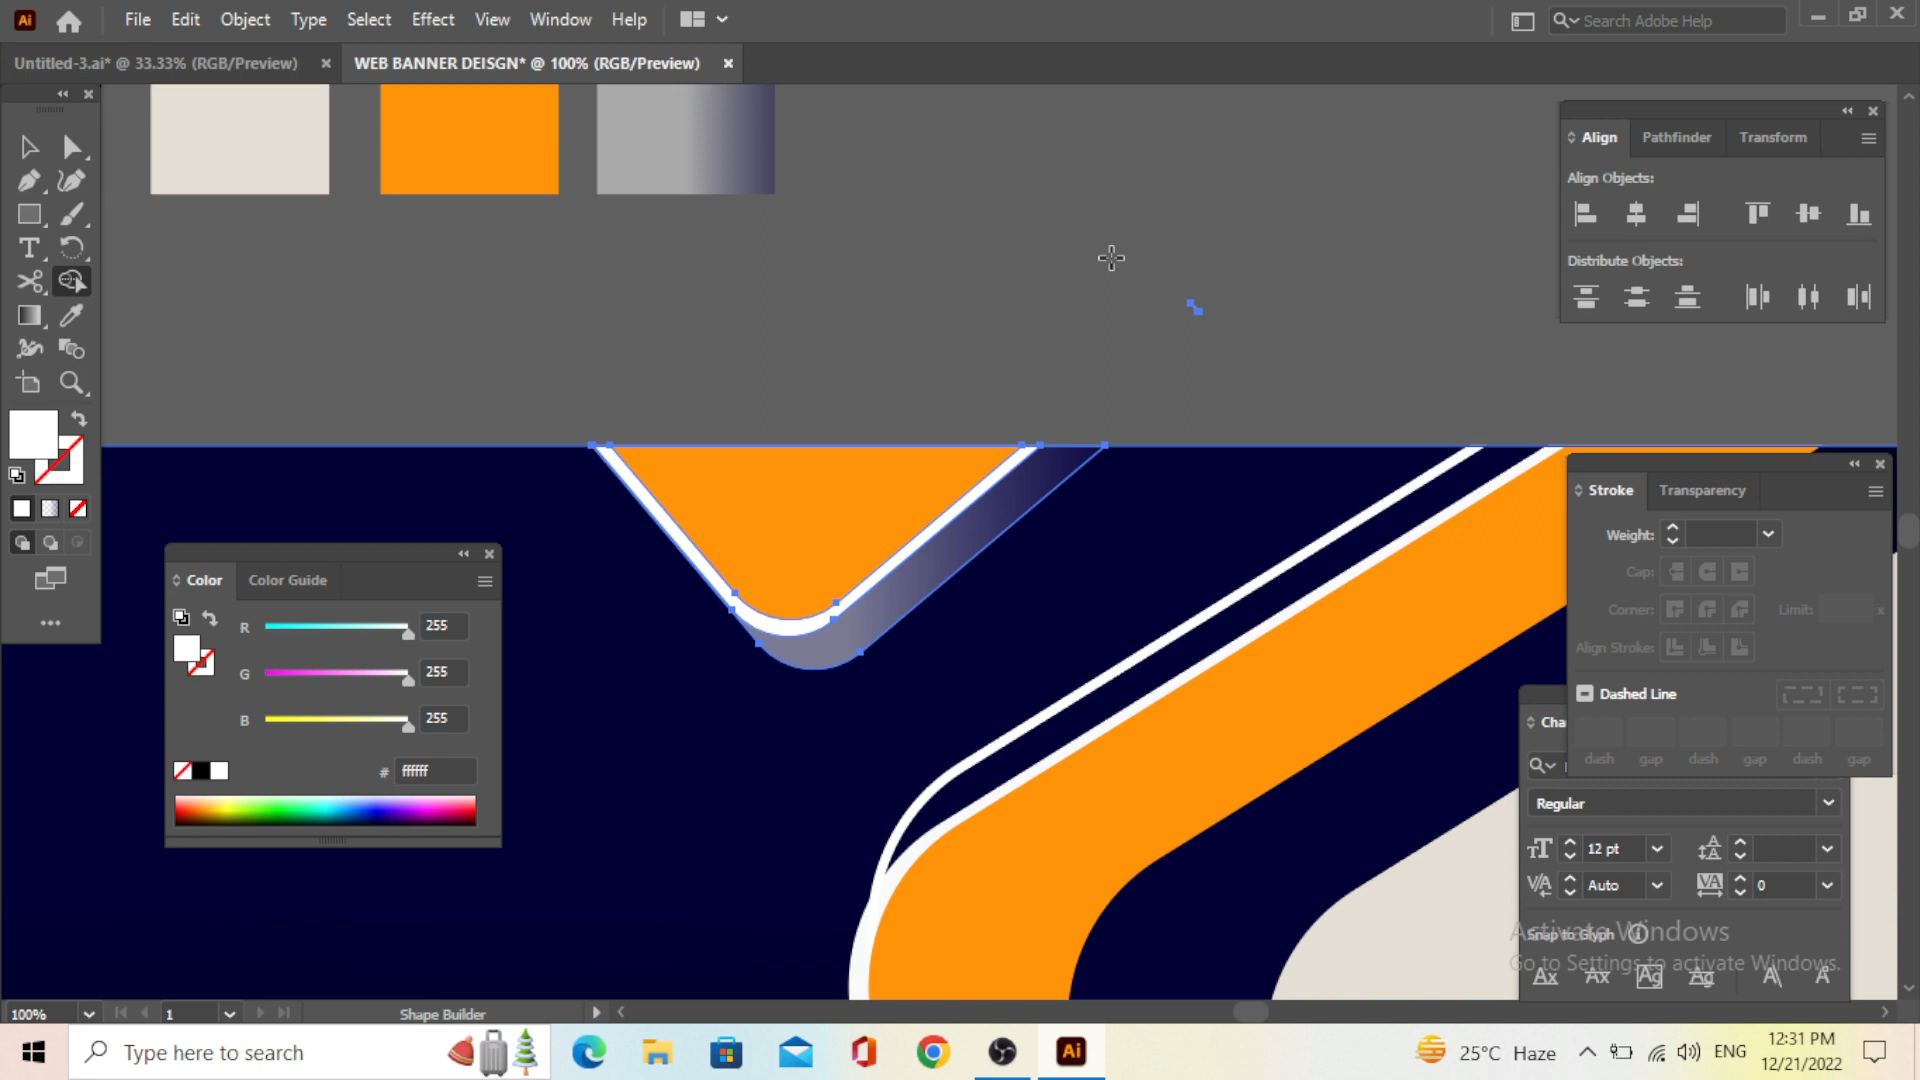 Ai File Edit Object Type Select Effect View Window Help Search Adobe Help
Untitled-3.ai* @ 33.33% (RGB/Preview) × WEB BANNER DEISGN* @ 100% (RGB/Preview) ×
Align Pathfinder Transform
Align Objects:
Distribute Objects:
Stroke Transparency
Weight:
Cap:
Corner: Limit: x
Align Stroke:
Dashed Line
dash gap dash gap dash gap
Color Color Guide
R 255
G 255
B 255
# ffffff
Cha
Regular
12 pt
Auto 0
Snap to Glyph
Activate Windows
Go to Settings to activate Windows.
100% 1 Shape Builder
Type here to search
Ai
25°C Haze ENG
12:31 PM
12/21/2022